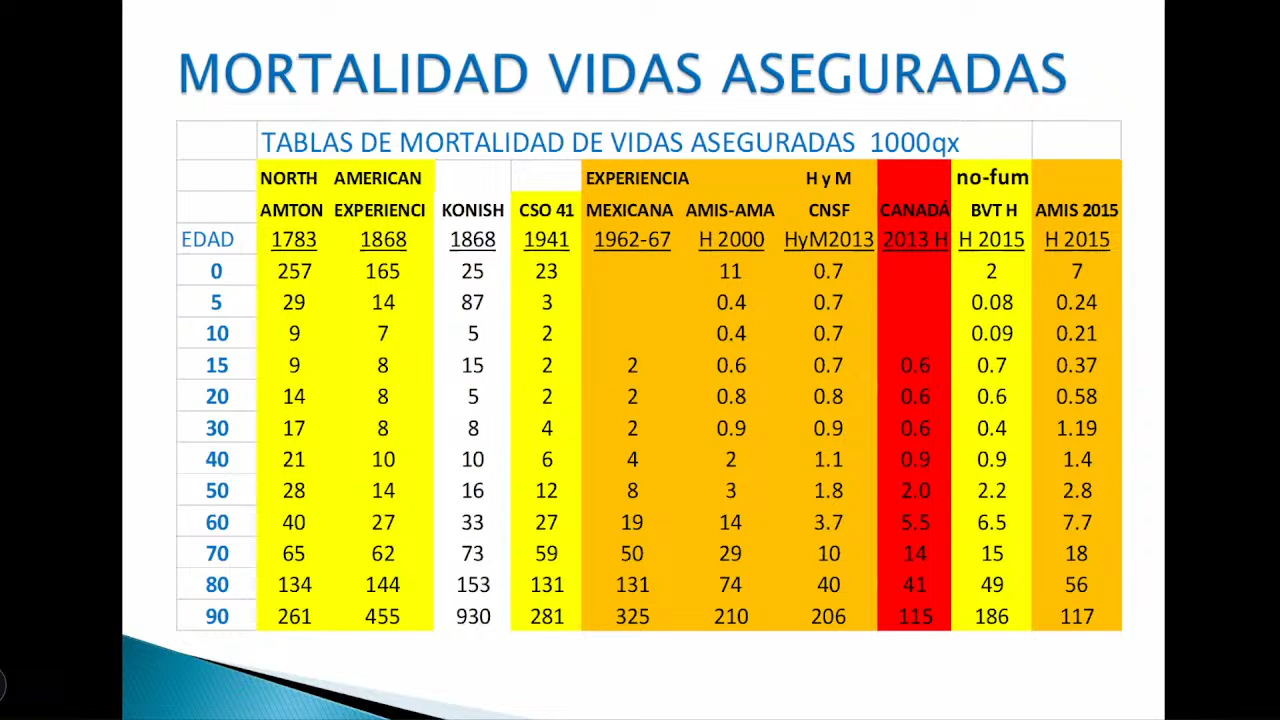 MORTALIDAD VIDAS ASEGURADAS
TABLAS DE MORTALIDAD DE VIDAS ASEGURADAS 1000qx
NORTH AMERICAN EXPERIENCIA H y M no-fum
AMTON EXPERIENCI KONISH CSO 41 MEXICANA AMIS-AMA CNSF CANADÁ BVT H AMIS 2015
EDAD 1783 1868 1868 1941 1962-67 H 2000 HyM2013 2013 H H 2015 H 2015
0 257 165 25 23 11 0.7 2 7
5 29 14 87 3 0.4 0.7 0.08 0.24
10 9 7 5 2 0.4 0.7 0.09 0.21
15 9 8 15 2 2 0.6 0.7 0.6 0.7 0.37
20 14 8 5 2 2 0.8 0.8 0.6 0.6 0.58
30 17 8 8 4 2 0.9 0.9 0.6 0.4 1.19
40 21 10 10 6 4 2 1.1 0.9 0.9 1.4
50 28 14 16 12 8 3 1.8 2.0 2.2 2.8
60 40 27 33 27 19 14 3.7 5.5 6.5 7.7
70 65 62 73 59 50 29 10 14 15 18
80 134 144 153 131 131 74 40 41 49 56
90 261 455 930 281 325 210 206 115 186 117